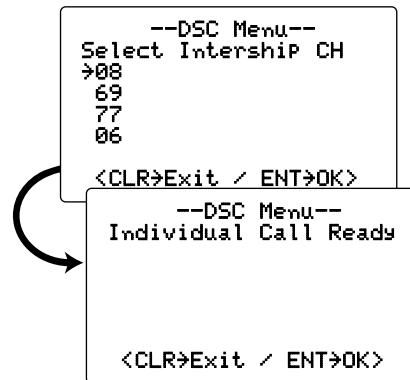 --DSC Menu--
Select IntershiP CH
→08
69
77
06
<CLR→Exit / ENT→OK>
--DSC Menu--
Individual Call Ready
<CLR→Exit / ENT→OK>